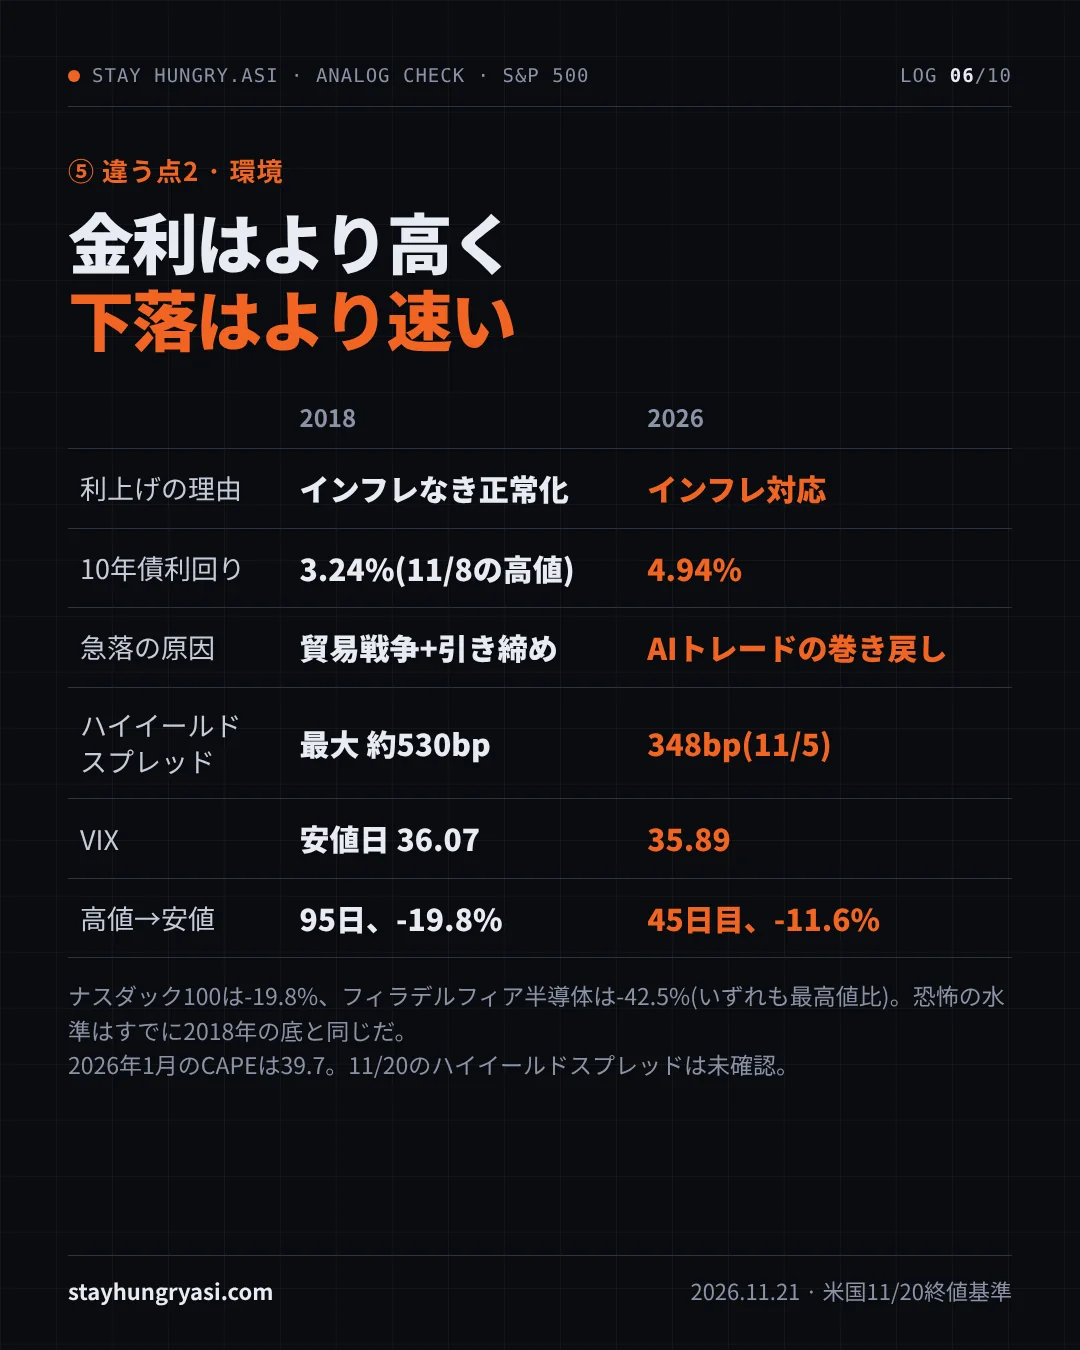 STAY HUNGRY.ASI · ANALOG CHECK · S&P 500
LOG 06/10
⑤ 違う点2 · 環境
金利はより高く
下落はより速い
2018 2026
利上げの理由 インフレなき正常化 インフレ対応
10年債利回り 3.24%(11/8の高値) 4.94%
急落の原因 貿易戦争+引き締め AIトレードの巻き戻し
ハイイールド
スプレッド 最大 約530bp 348bp(11/5)
VIX 安値日 36.07 35.89
高値→安値 95日、-19.8% 45日目、-11.6%
ナスダック100は-19.8%、フィラデルフィア半導体は-42.5%(いずれも最高値比)。恐怖の水
準はすでに2018年の底と同じだ。
2026年1月のCAPEは39.7。11/20のハイイールドスプレッドは未確認。
stayhungryasi.com
2026.11.21 · 米国11/20終値基準